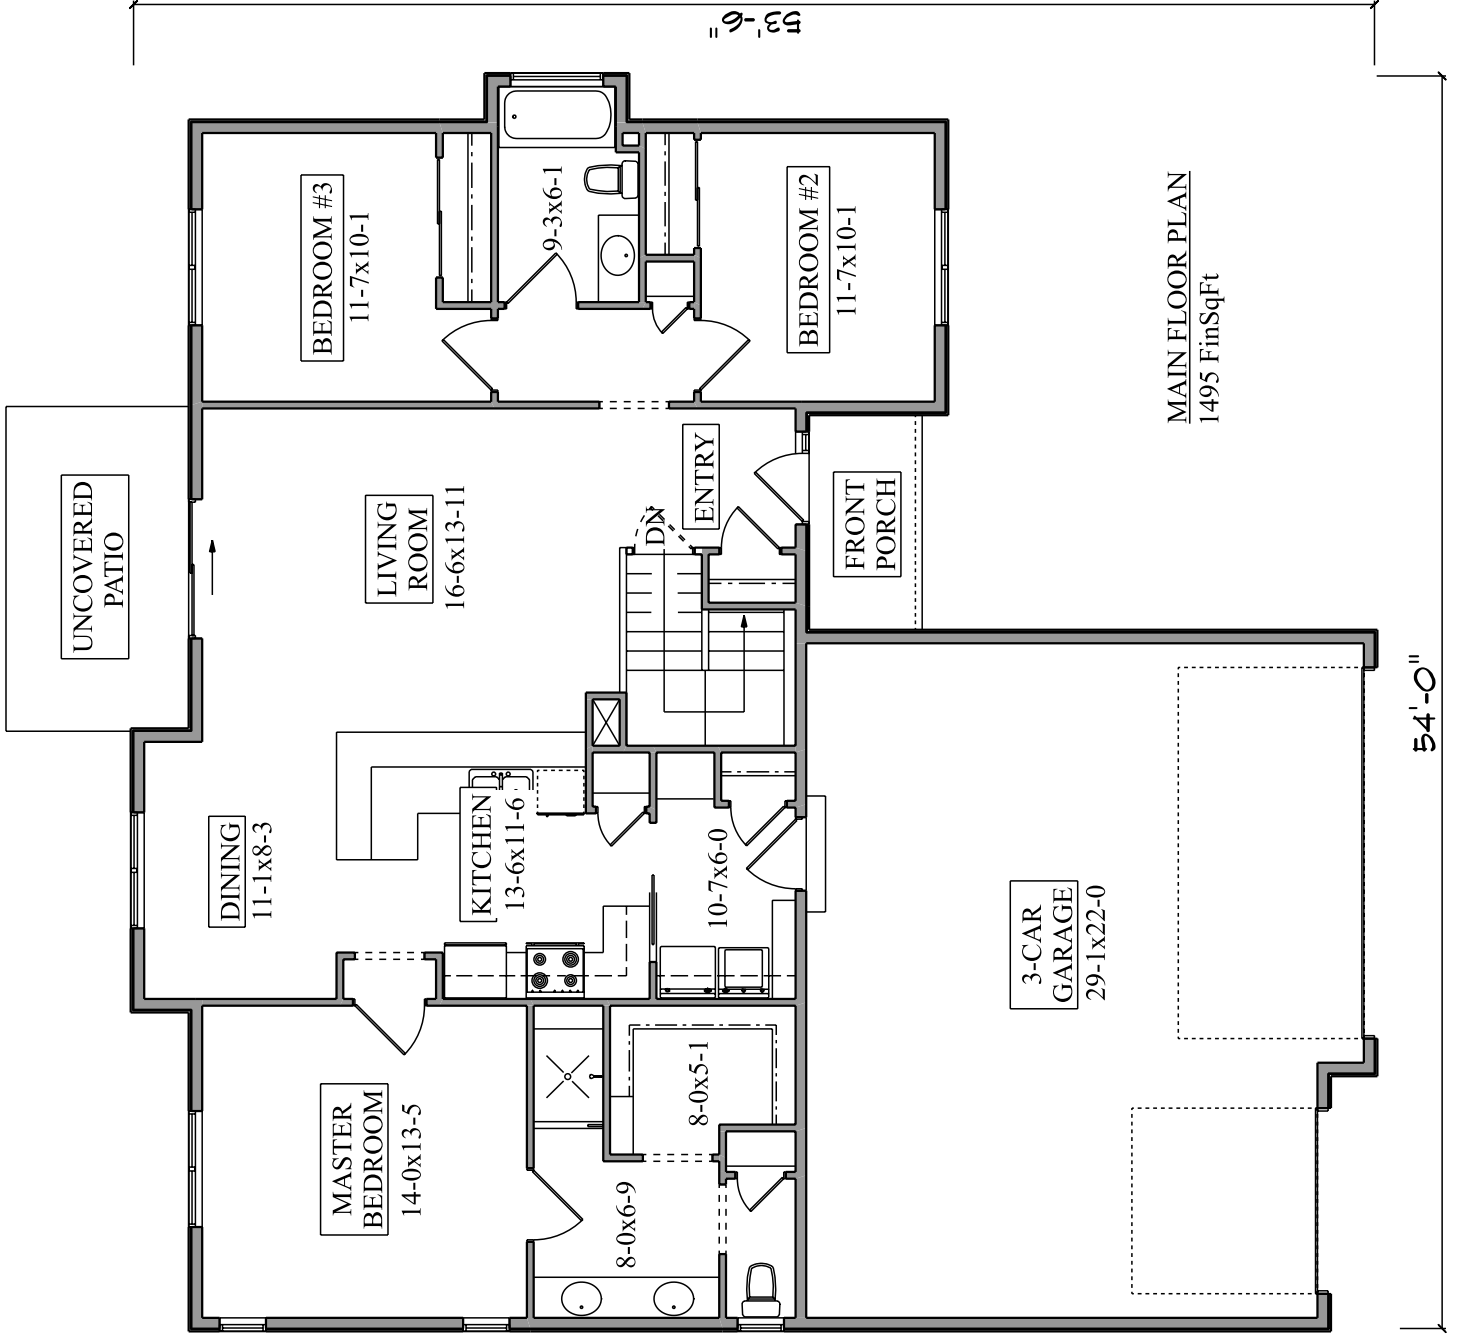 53'-6"
BEDROOM #3
11-7x10-1
9-3x6-1
BEDROOM #2
11-7x10-1
MAIN FLOOR PLAN
1495 FinSqFt
UNCOVERED
PATIO
LIVING
ROOM
16-6x13-11
DN
ENTRY
FRONT
PORCH
54'-0"
DINING
11-1x8-3
KITCHEN
13-6x11-6
10-7x6-0
3-CAR
GARAGE
29-1x22-0
MASTER
BEDROOM
14-0x13-5
8-0x6-9
8-0x5-1